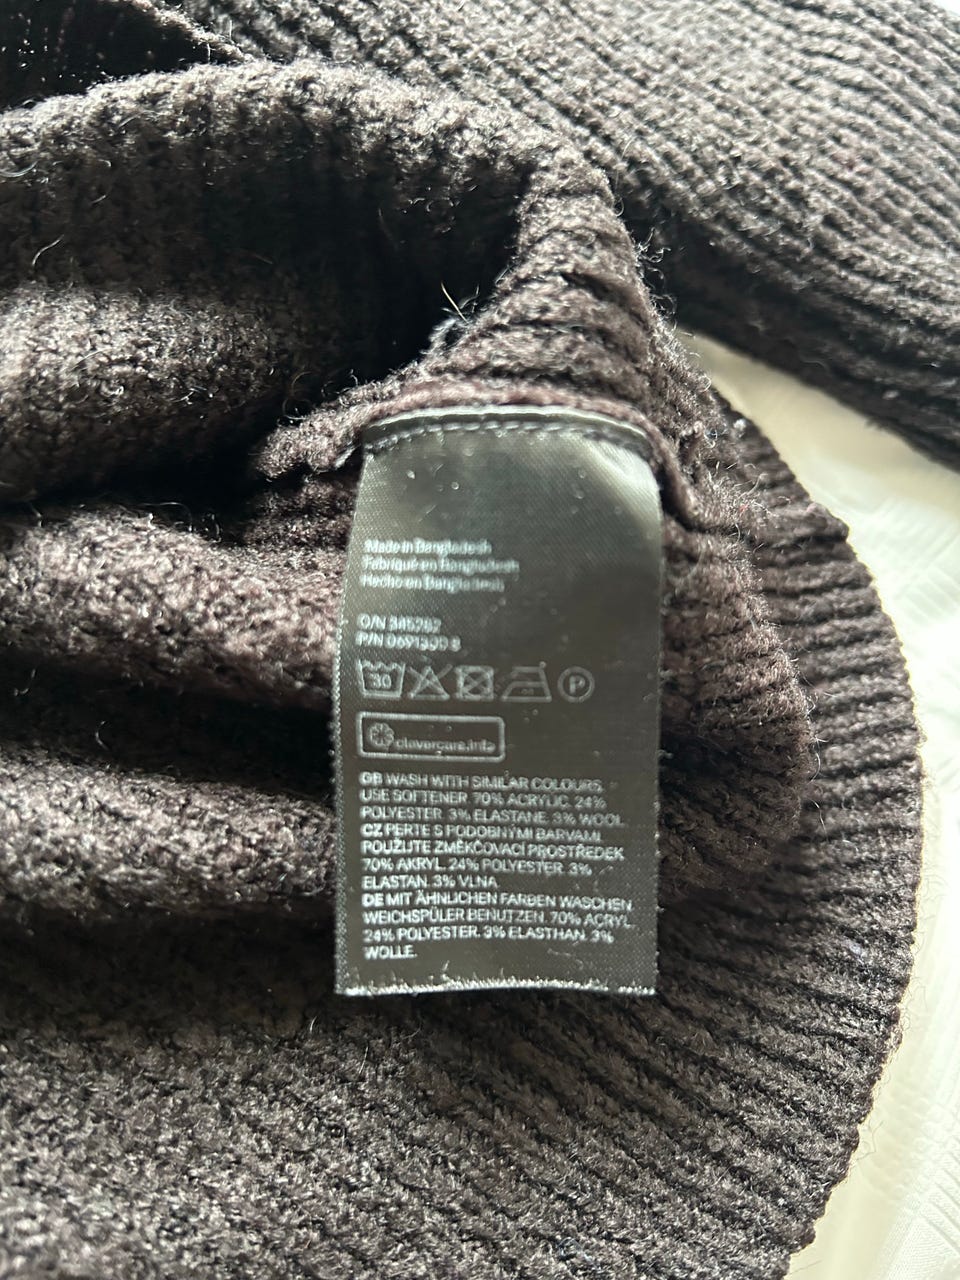 Made in Bangladesh
Fabriqué en Bangladesh
Hecho en Bangladesh
O/N 345282
P/N 0691309 8
30
P
clevercare.info
GB WASH WITH SIMILAR COLOURS.
USE SOFTENER. 70% ACRYLIC. 24%
POLYESTER. 3% ELASTANE. 3% WOOL.
CZ PERTE S PODOBNÝMI BARVAMI.
POUŽIJTE ZMĚKČOVACÍ PROSTŘEDEK.
70% AKRYL. 24% POLYESTER. 3%
ELASTAN. 3% VLNA.
DE MIT ÄHNLICHEN FARBEN WASCHEN.
WEICHSPÜLER BENUTZEN. 70% ACRYL.
24% POLYESTER. 3% ELASTHAN. 3%
WOLLE.